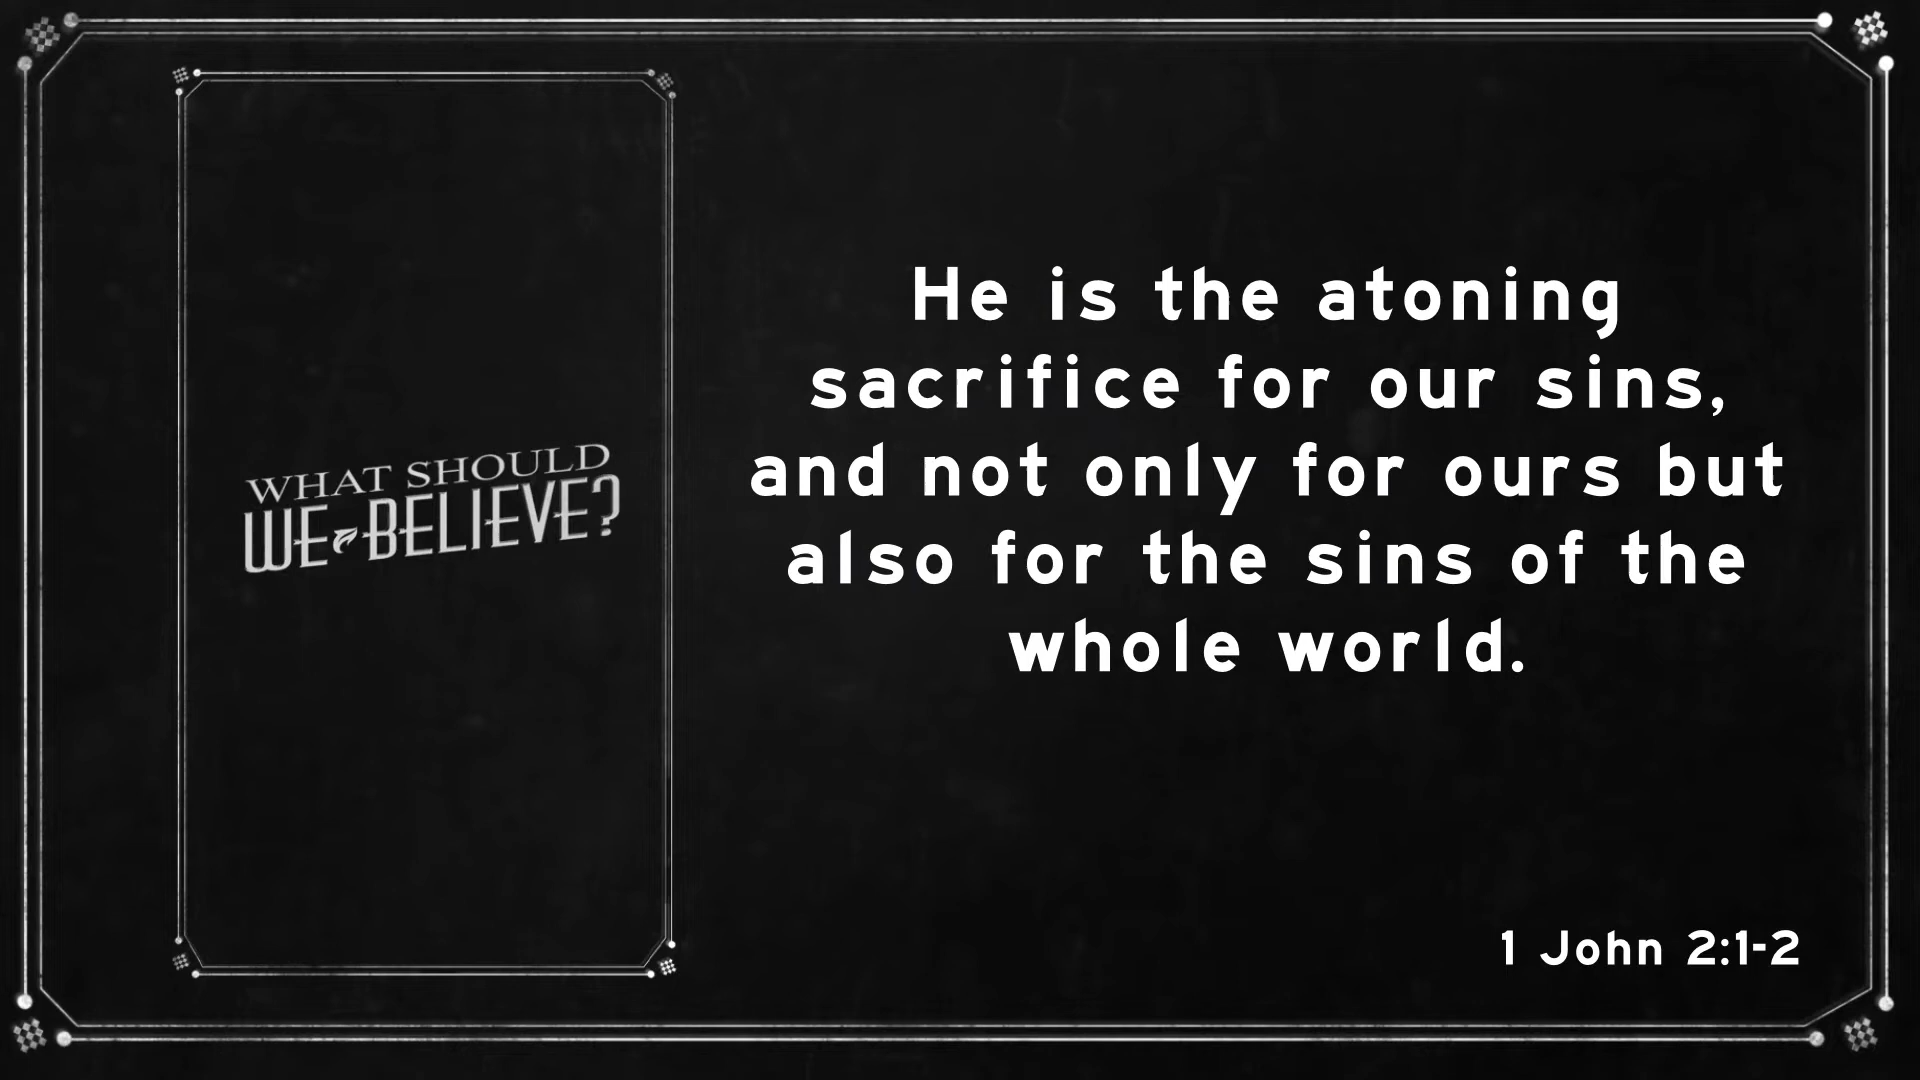 WHAT SHOULD
WE BELIEVE?
He is the atoning
sacrifice for our sins,
and not only for ours but
also for the sins of the
whole world.
1 John 2:1-2